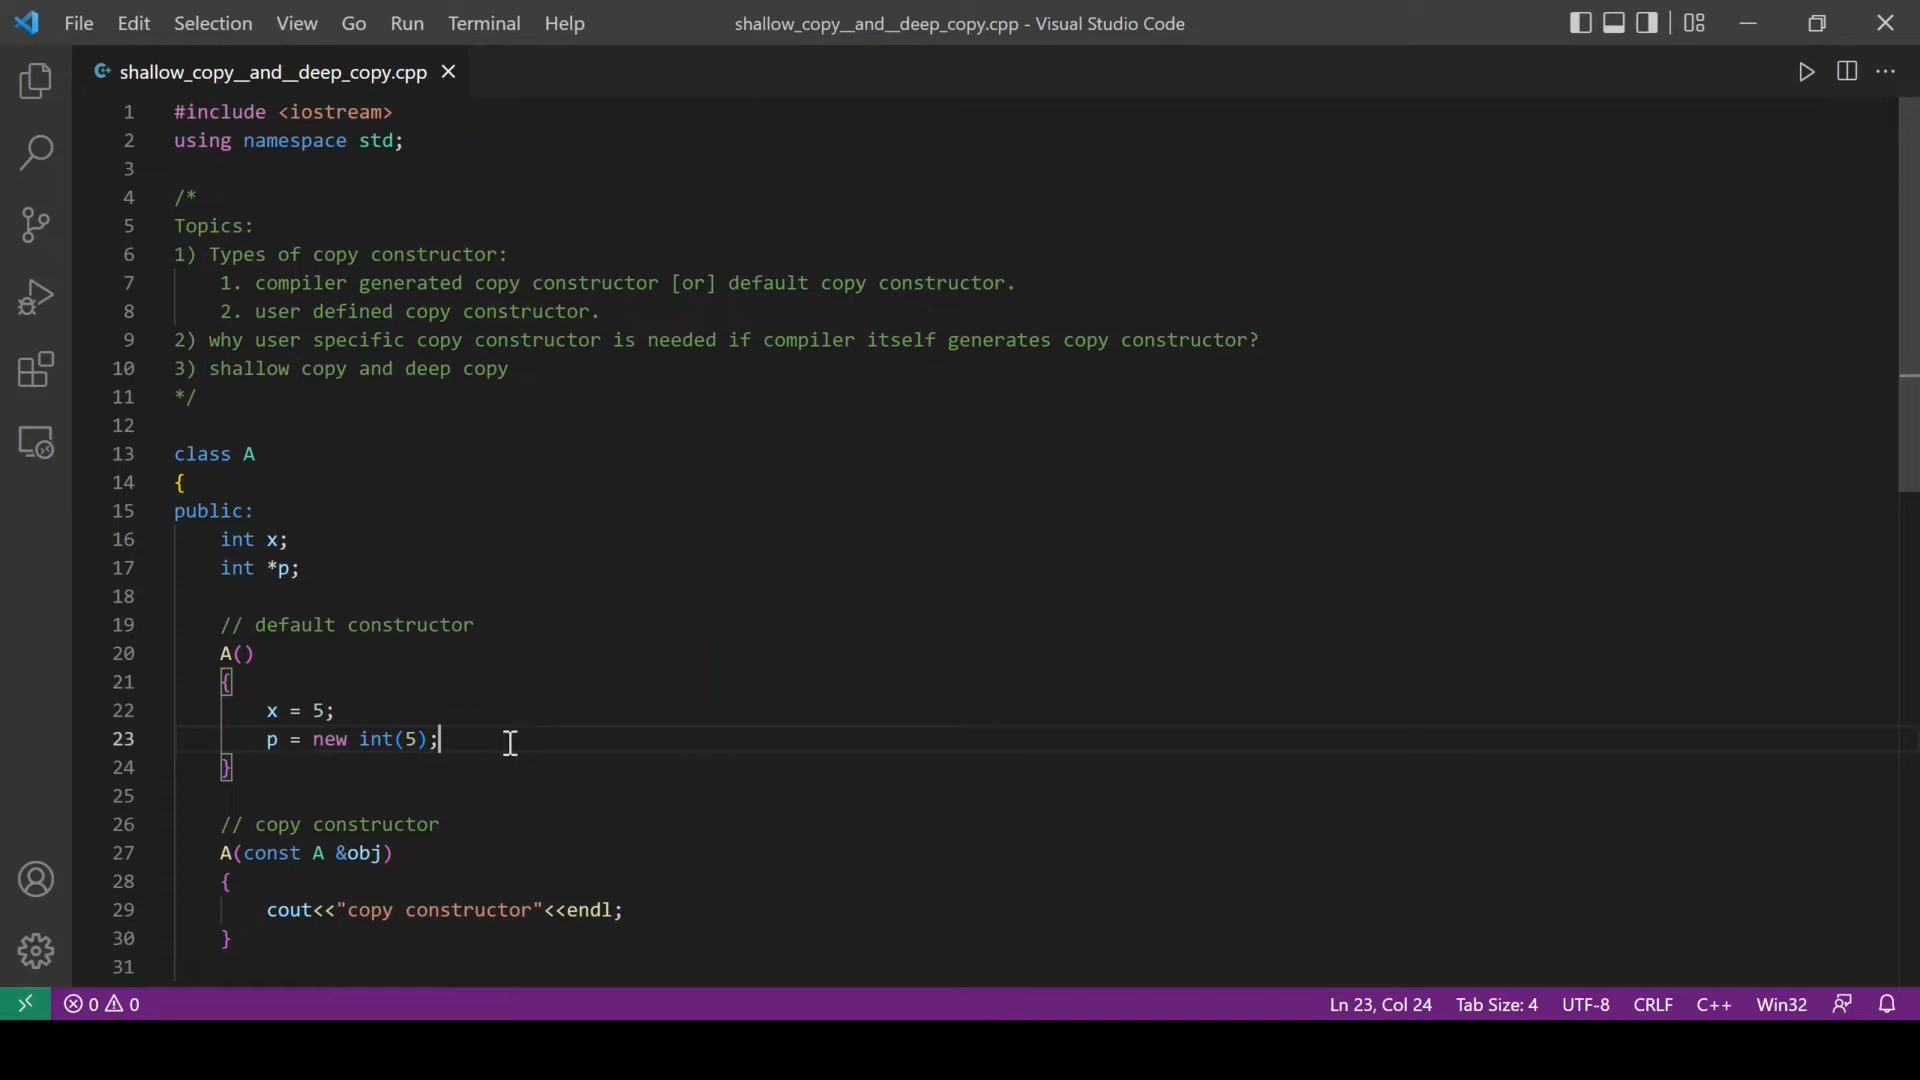 File Edit Selection View Go Run Terminal Help shallow_copy__and__deep_copy.cpp - Visual Studio Code
shallow_copy__and__deep_copy.cpp
1 #include <iostream>
2 using namespace std;
3
4 /*
5 Topics:
6 1) Types of copy constructor:
7 1. compiler generated copy constructor [or] default copy constructor.
8 2. user defined copy constructor.
9 2) why user specific copy constructor is needed if compiler itself generates copy constructor?
10 3) shallow copy and deep copy
11 */
12
13 class A
14 {
15 public:
16 int x;
17 int *p;
18
19 // default constructor
20 A()
21 {
22 x = 5;
23 p = new int(5);
24 }
25
26 // copy constructor
27 A(const A &obj)
28 {
29 cout<<"copy constructor"<<endl;
30 }
31
0 0 Ln 23, Col 24 Tab Size: 4 UTF-8 CRLF C++ Win32